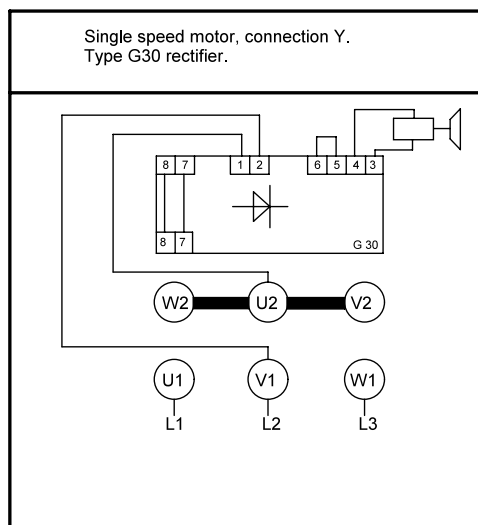 Single speed motor, connection Y.
Type G30 rectifier.
8 7 1 2 6 5 4 3
8 7
G 30
W2 U2 V2
U1 V1 W1
L1 L2 L3